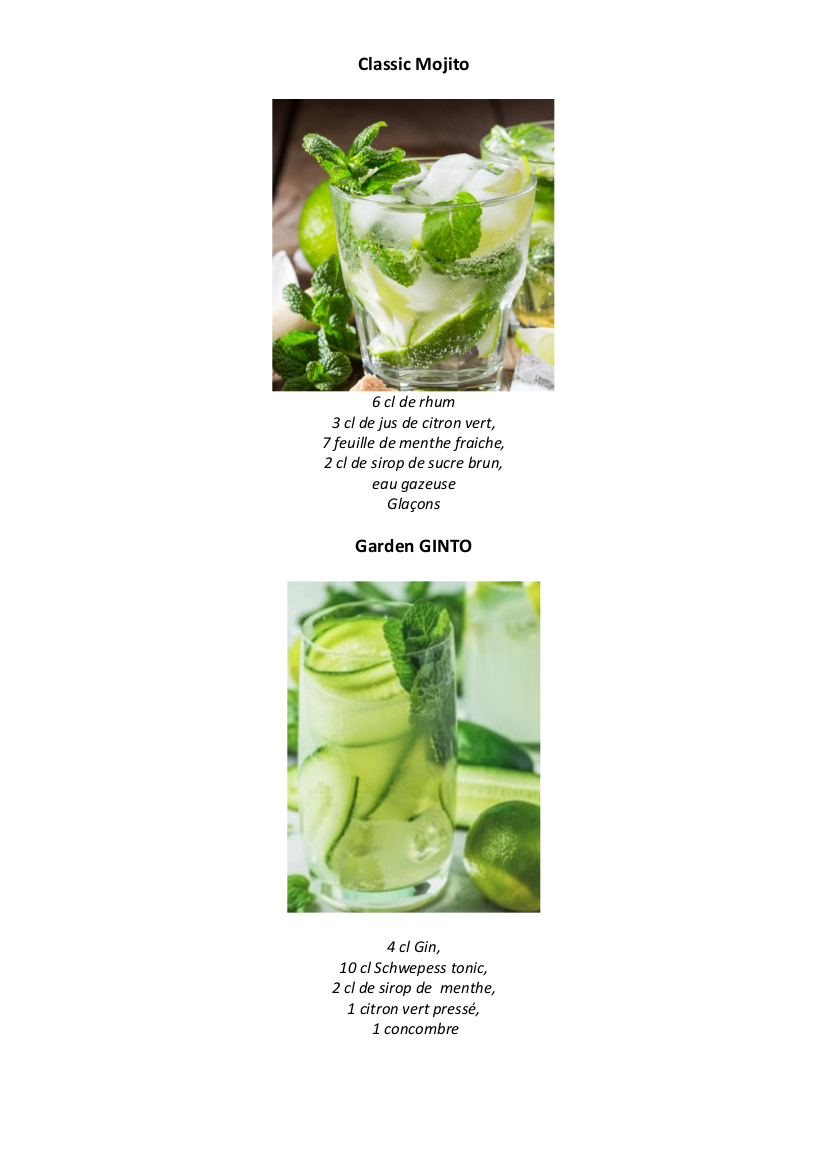 Classic Mojito
6 cl de rhum
3 cl de jus de citron vert,
7 feuille de menthe fraiche,
2 cl de sirop de sucre brun,
eau gazeuse
Glaçons
Garden GINTO
4 cl Gin,
10 cl Schwepess tonic,
2 cl de sirop de  menthe,
1 citron vert pressé,
1 concombre